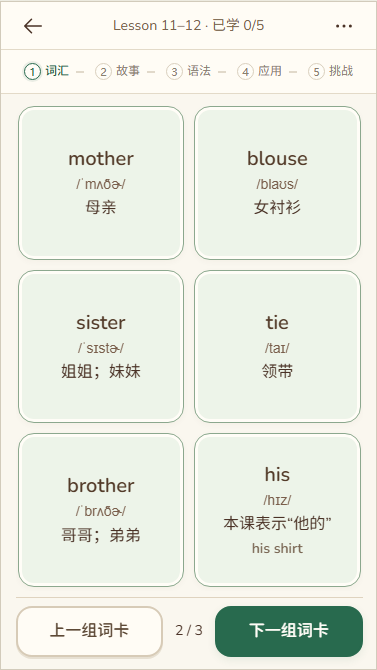 Lesson 11–12 · 已学 0/5
1 词汇 – 2 故事 – 3 语法 – 4 应用 – 5 挑战
mother
/ˈmʌðɚ/
母亲
blouse
/blaʊs/
女衬衫
sister
/ˈsɪstɚ/
姐姐；妹妹
tie
/taɪ/
领带
brother
/ˈbrʌðɚ/
哥哥；弟弟
his
/hɪz/
本课表示“他的”
his shirt
上一组词卡
2 / 3
下一组词卡